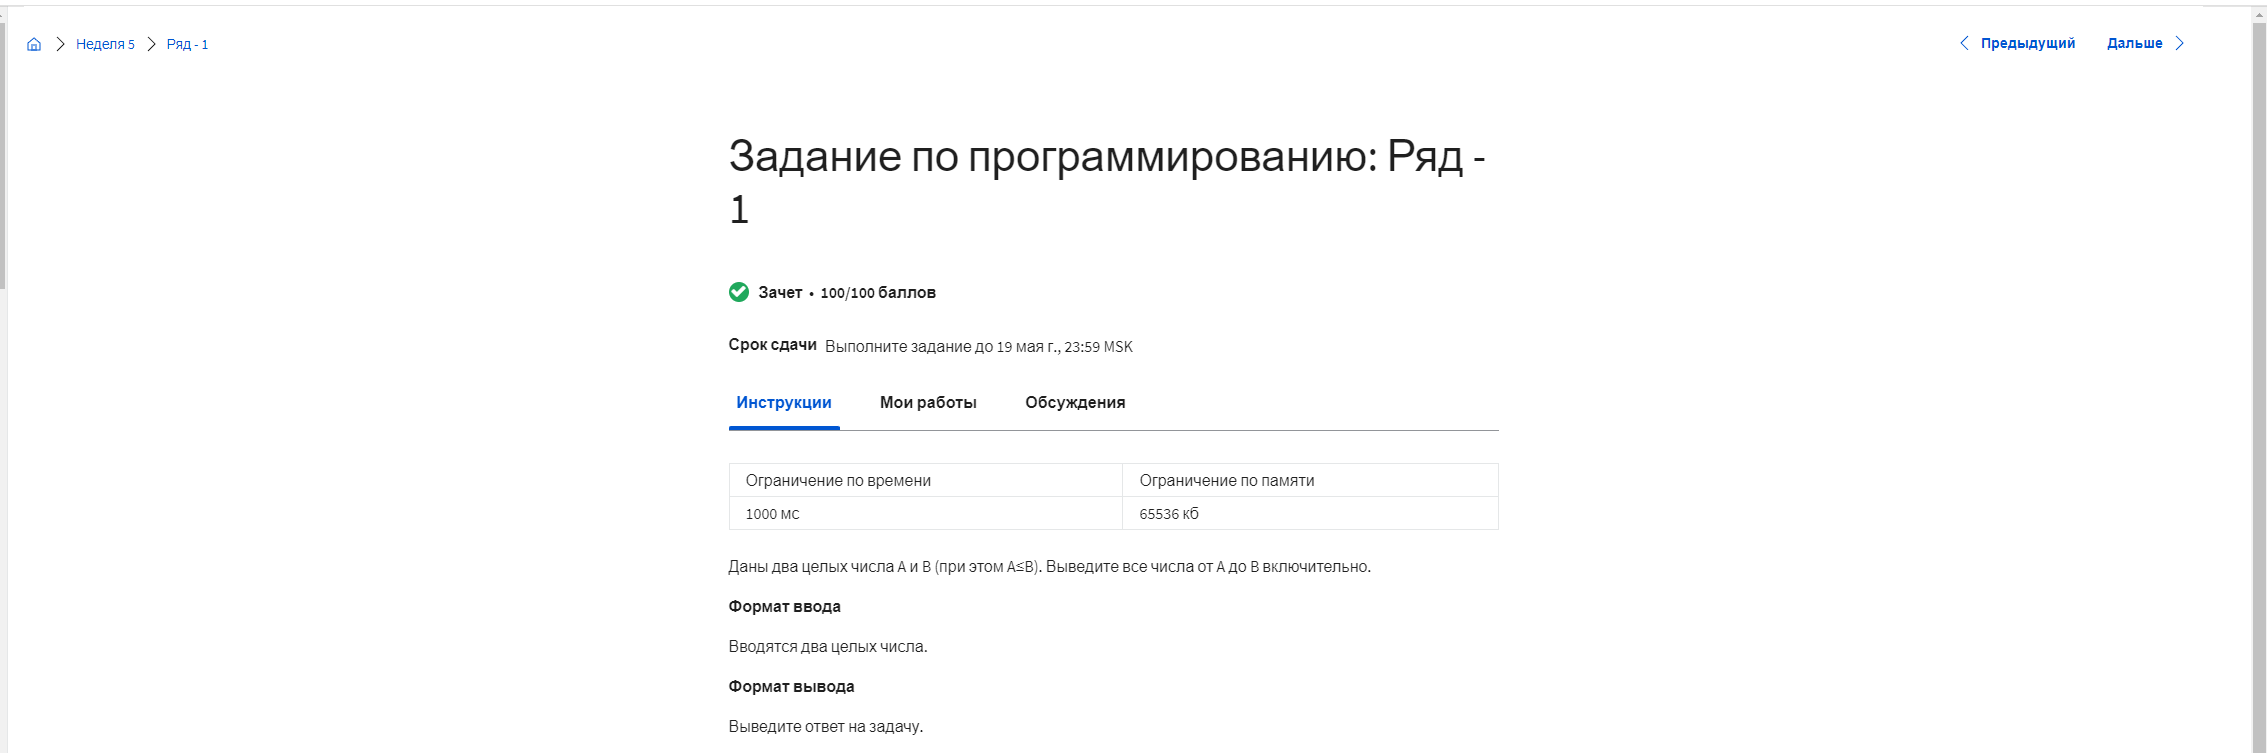 Неделя 5 Ряд - 1 Предыдущий Дальше
Задание по программированию: Ряд -
1
Зачет • 100/100 баллов
Срок сдачи Выполните задание до 19 мая г., 23:59 MSK
Инструкции Мои работы Обсуждения
Ограничение по времени Ограничение по памяти
1000 мс 65536 кб
Даны два целых числа A и B (при этом A≤B). Выведите все числа от A до B включительно.
Формат ввода
Вводятся два целых числа.
Формат вывода
Выведите ответ на задачу.